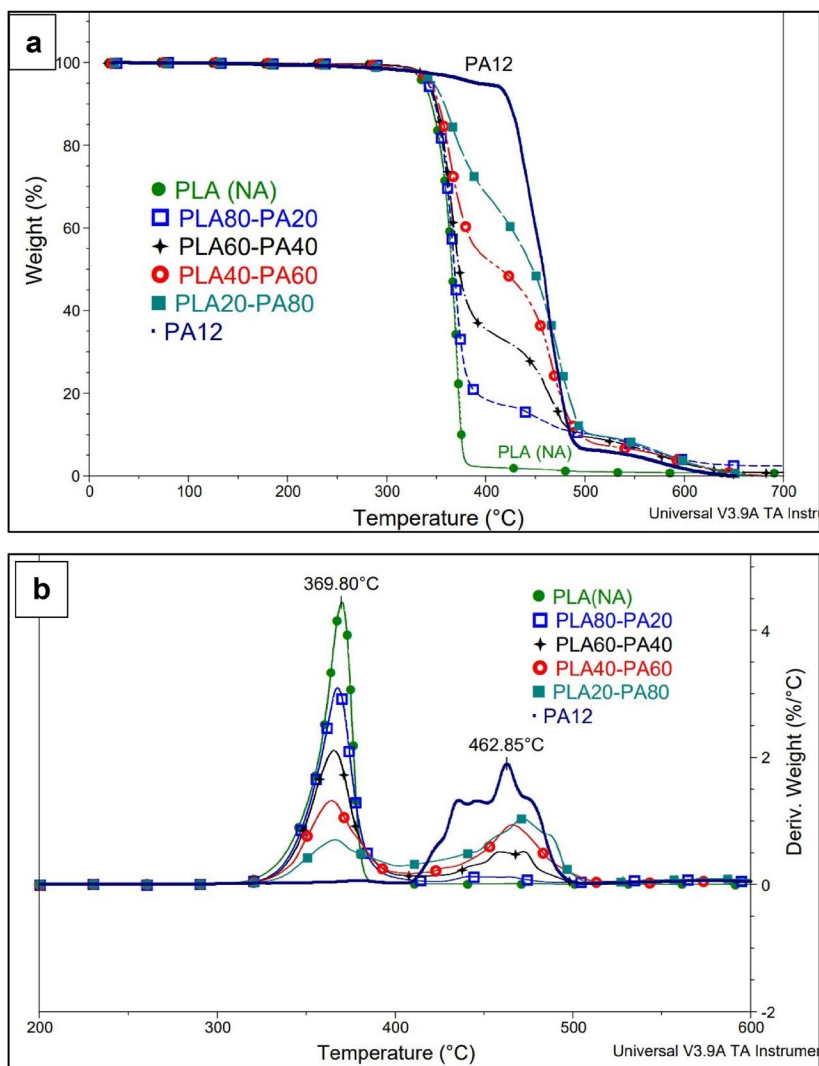 a
PA12
PLA (NA)
PLA80-PA20
PLA60-PA40
PLA40-PA60
PLA20-PA80
PA12
PLA (NA)
Weight (%)
100
80
60
40
20
0
0 100 200 300 400 500 600 700
Temperature (°C)
Universal V3.9A TA Instrum
b
369.80°C
PLA(NA)
PLA80-PA20
PLA60-PA40
PLA40-PA60
PLA20-PA80
PA12
462.85°C
Deriv. Weight (%/°C)
4
2
0
-2
200 300 400 500 600
Temperature (°C)
Universal V3.9A TA Instrumen